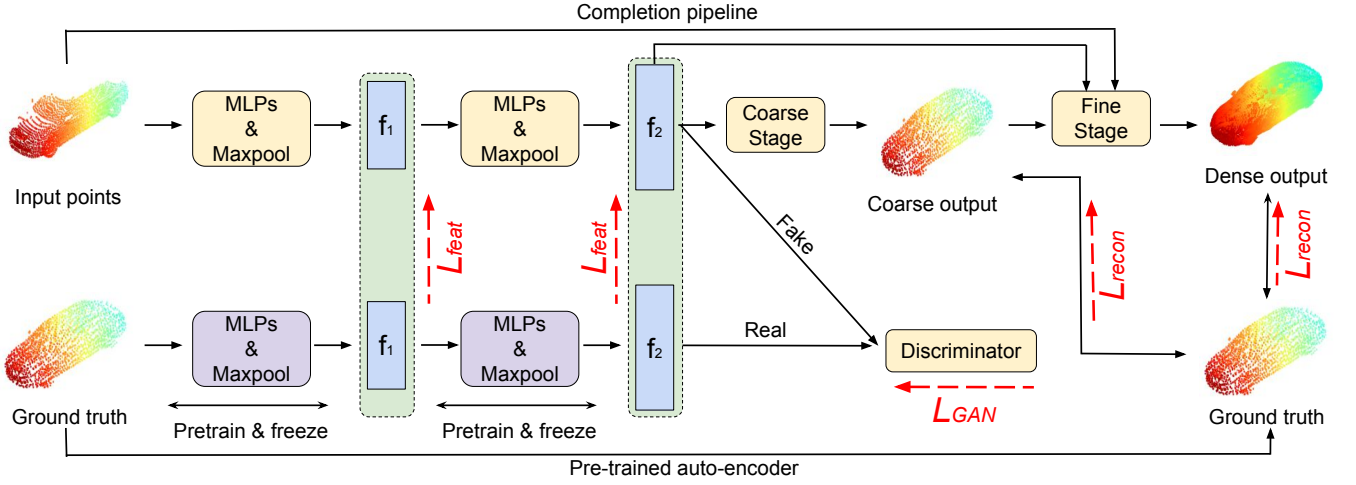 Completion pipeline
Input points
MLPs
&
Maxpool
f1
MLPs
&
Maxpool
f2
Coarse
Stage
Coarse output
Fine
Stage
Dense output
Lfeat
Lfeat
Fake
Lrecon
Lrecon
Ground truth
MLPs
&
Maxpool
f1
MLPs
&
Maxpool
f2
Real
Discriminator
LGAN
Ground truth
Pretrain & freeze
Pretrain & freeze
Pre-trained auto-encoder